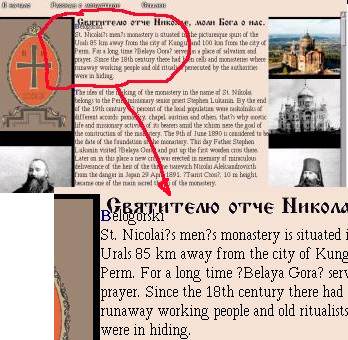 В начало Рассказ о монастыре Онлайн
Святителю отче Николае, моли Бога о нас.
Belogorski
St. Nicolai?s men?s monastery is situated in the picturesque spurs of the
Urals 85 km away from the city of Kungur and 100 km from the city of
Perm. For a long time ?Belaya Gora? served as a place of salvation and
prayer. Since the 18th century there had been cells and monasteries where
runaway working people and old ritualists persecuted by the authorities
were in hiding.
The idea of the making of the monastery in the name of St. Nikolai
belongs to the Perm missionary senior priest Stephan Lukanin. By the end
of the 19th century percent of the local population were raskolniks of
different accords: pomorsky, chapel, austrian and others, that?s why ascetic
life and missionary activity of its bearers amid the schism were the goal of
the construction of the monastery. The 9th of June 1890 is considered to be
the date of the foundation of the monastery. This day Father Stephan
Lukanin visited ?Belaya Gora? and put up the first wooden cross there.
Later on in this place a new cross was erected in memory of miraculous
deliverance of the heir of the throne tsarevich Nicolai Aleksandrovich
from the danger in Japan 29 April 1891. ?Tsarist Cross?, 10 m height,
became one of the main sacred of the monastery.
Святителю отче Никола
Belogorski
St. Nicolai?s men?s monastery is situated i
Urals 85 km away from the city of Kung
Perm. For a long time ?Belaya Gora? serv
prayer. Since the 18th century there had
runaway working people and old ritualists
were in hiding.